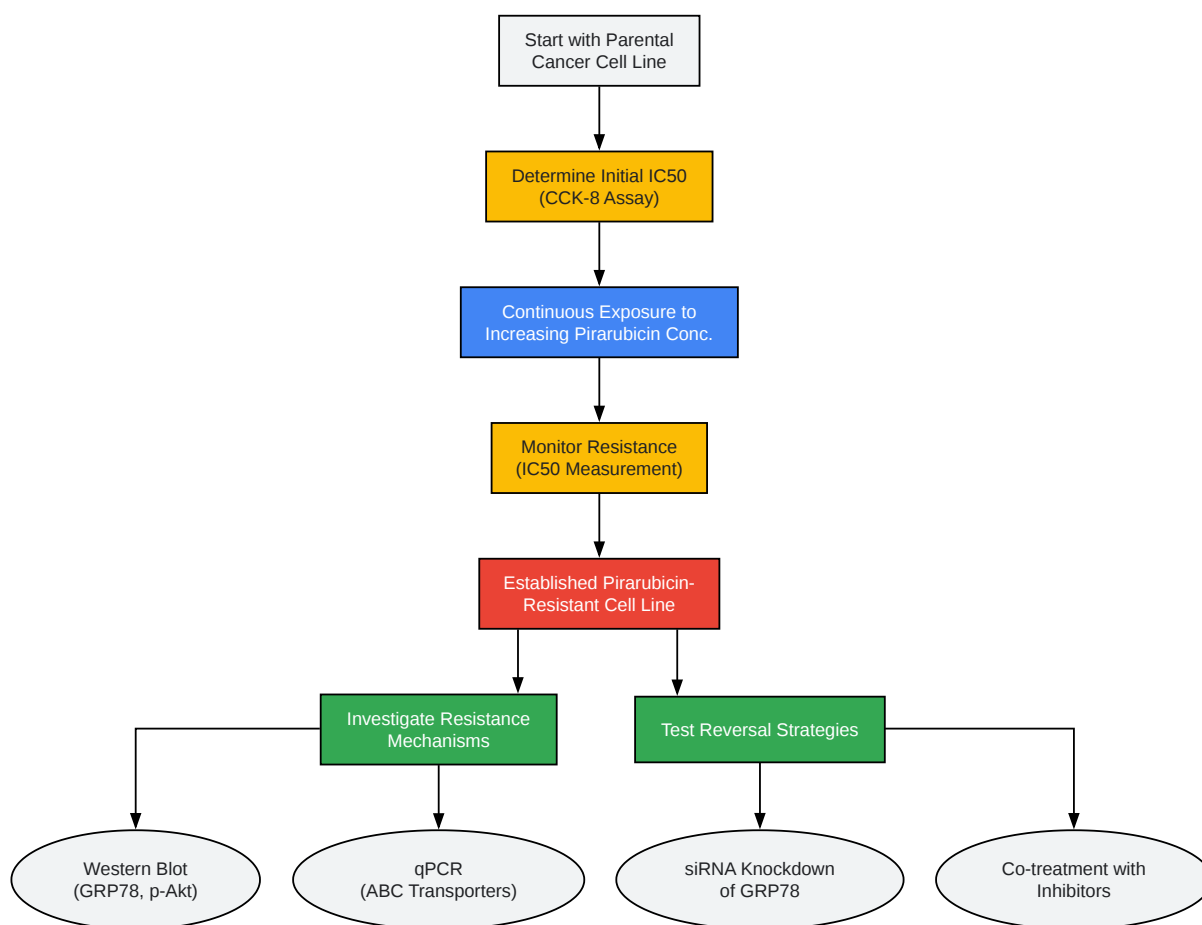 Start with Parental
Cancer Cell Line
Determine Initial IC50
(CCK-8 Assay)
Continuous Exposure to
Increasing Pirarubicin Conc.
Monitor Resistance
(IC50 Measurement)
Established Pirarubicin-
Resistant Cell Line
Investigate Resistance
Mechanisms
Test Reversal Strategies
Western Blot
(GRP78, p-Akt)
qPCR
(ABC Transporters)
siRNA Knockdown
of GRP78
Co-treatment with
Inhibitors